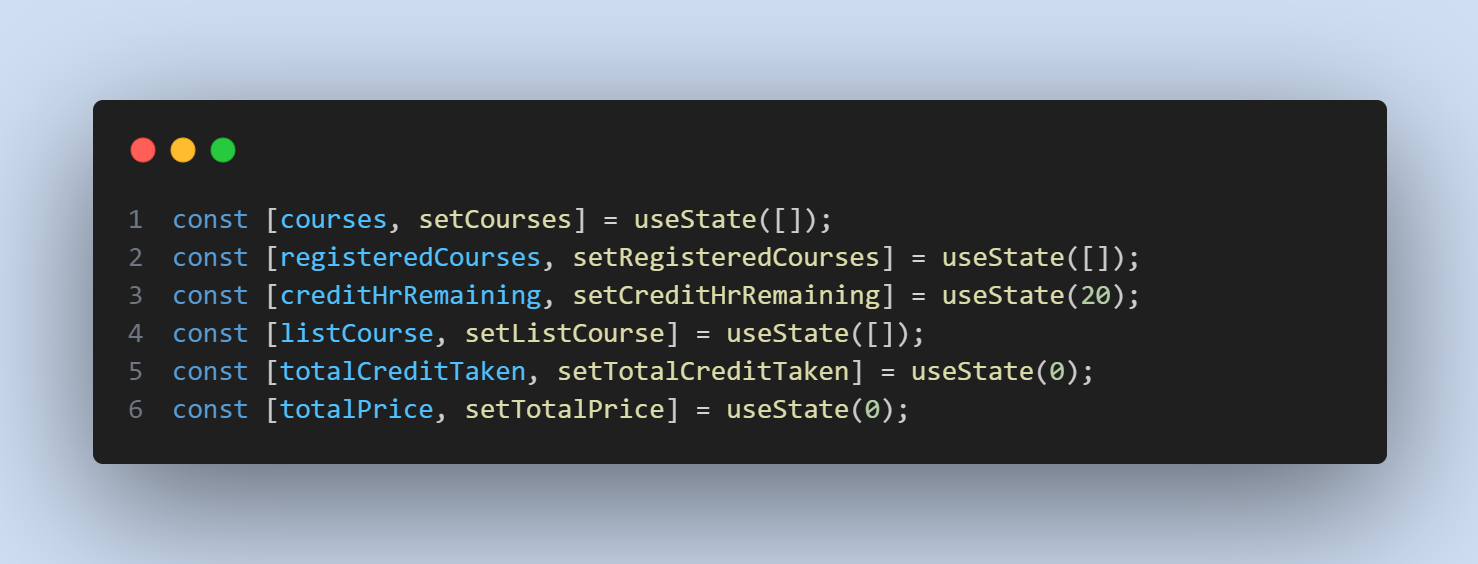 1 const [courses, setCourses] = useState([]);
2 const [registeredCourses, setRegisteredCourses] = useState([]);
3 const [creditHrRemaining, setCreditHrRemaining] = useState(20);
4 const [listCourse, setListCourse] = useState([]);
5 const [totalCreditTaken, setTotalCreditTaken] = useState(0);
6 const [totalPrice, setTotalPrice] = useState(0);